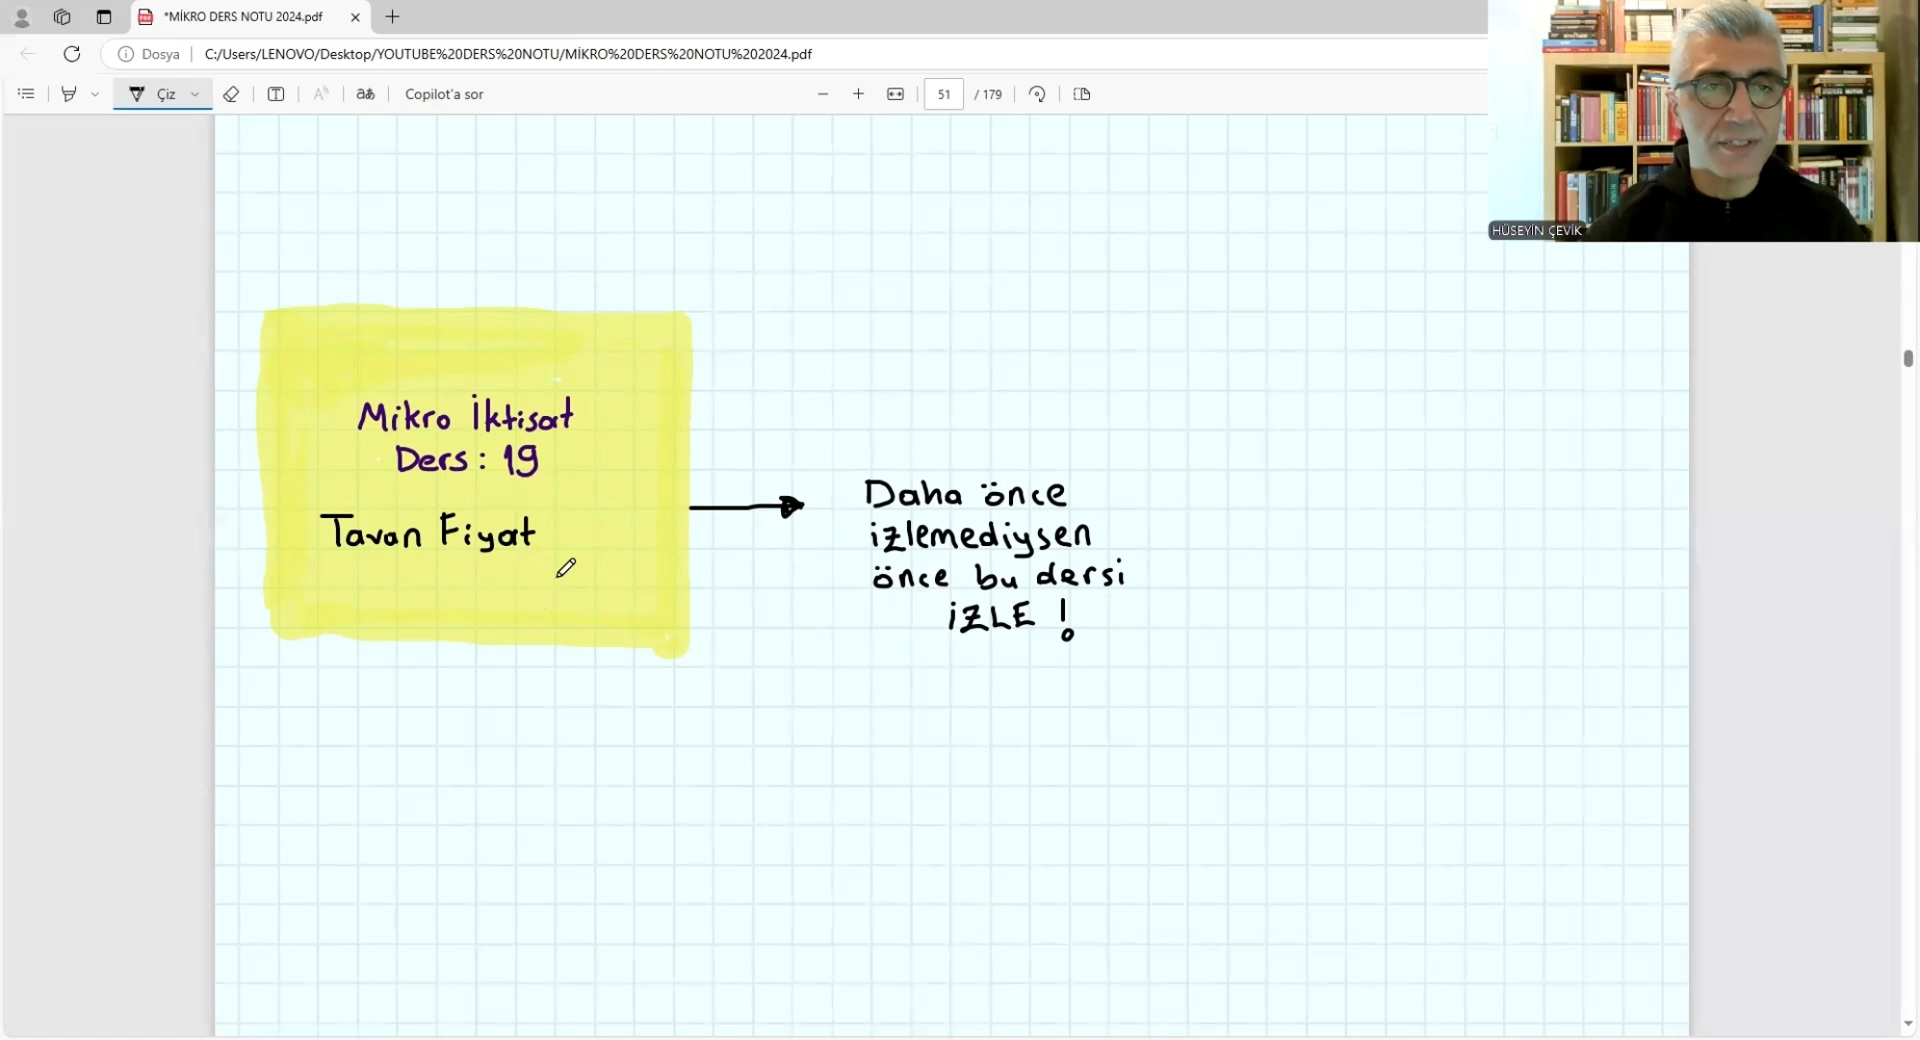 *MİKRO DERS NOTU 2024.pdf
Dosya
C:/Users/LENOVO/Desktop/YOUTUBE%20DERS%20NOTU/MİKRO%20DERS%20NOTU%202024.pdf
Çiz
Copilot'a sor
51 / 179
HÜSEYİN ÇEVİK
Mikro İktisat
Ders: 19
Tavan Fiyat
Daha önce
izlemediysen
önce bu dersi
İZLE !